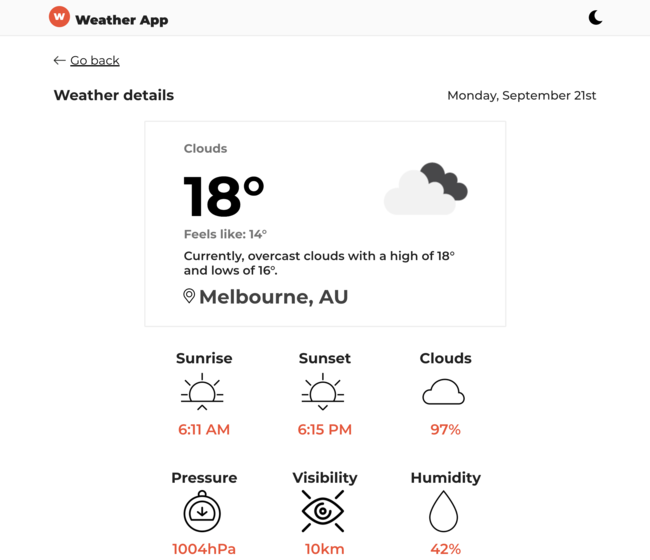 W Weather App
Go back
Weather details
Monday, September 21st
Clouds
18°
Feels like: 14°
Currently, overcast clouds with a high of 18°
and lows of 16°.
Melbourne, AU
Sunrise Sunset Clouds
6:11 AM 6:15 PM 97%
Pressure Visibility Humidity
1004hPa 10km 42%